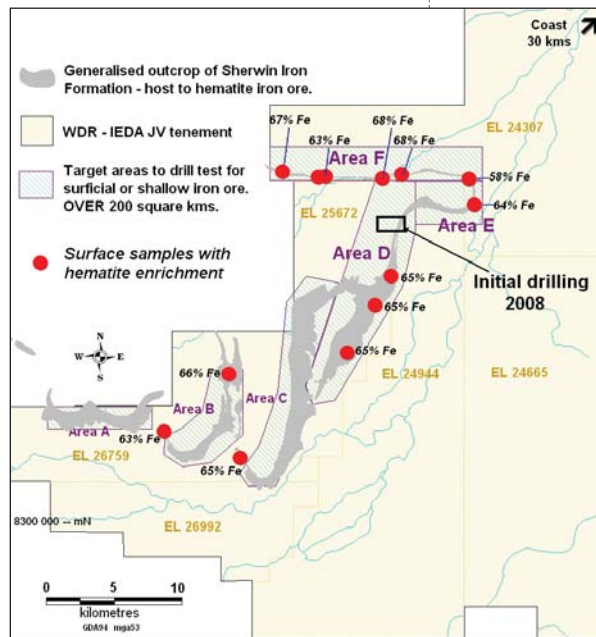 Coast
30 kms
Generalised outcrop of Sherwin Iron
Formation - host to hematite iron ore.
WDR - IEDA JV tenement
Target areas to drill test for
surficial or shallow iron ore.
OVER 200 square kms.
Surface samples with
hematite enrichment
67% Fe
63% Fe
68% Fe
68% Fe
EL 24307
Area F
58% Fe
EL 25672
64% Fe
Area E
Area D
Initial drilling
2008
65% Fe
65% Fe
65% Fe
N
W
E
S
66% Fe
EL 24944
EL 24665
Area C
Area B
Area A
63% Fe
EL 26759
65% Fe
8300 000 -- mN
EL 26992
0 5 10
kilometres
GDA94 mga53